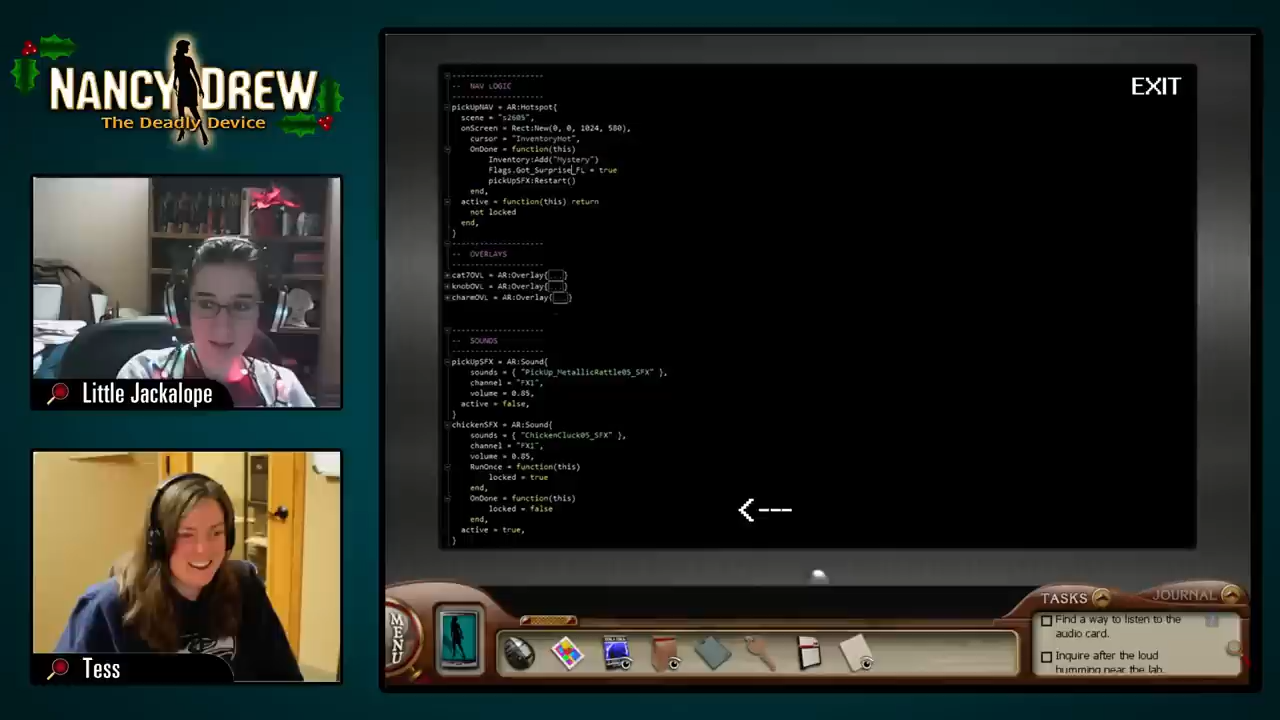 NANCY DREW
The Deadly Device
Little Jackalope
Tess
EXIT
--------------------
-- NAV LOGIC
--------------------
pickUpNAV = AR:Hotspot{
scene = "s2605",
onScreen = Rect:New(0, 0, 1024, 580),
cursor = "InventoryHot",
OnDone = function(this)
Inventory:Add("Mystery")
Flags.Got_Surprise_FL = true
pickUpSFX:Restart()
end,
active = function(this) return
not locked
end,
}
--------------------
-- OVERLAYS
--------------------
cat7OVL = AR:Overlay{...}
knobOVL = AR:Overlay{...}
charmOVL = AR:Overlay{...}
--------------------
-- SOUNDS
--------------------
pickUpSFX = AR:Sound{
sounds = { "PickUp_MetallicRattle05_SFX" },
channel = "FX1",
volume = 0.85,
active = false,
}
chickenSFX = AR:Sound{
sounds = { "ChickenCluck05_SFX" },
channel = "FX1",
volume = 0.85,
RunOnce = function(this)
locked = true
end,
OnDone = function(this)
locked = false
end,
active = true,
}
<---
MENU
TASKS
JOURNAL
Find a way to listen to the
audio card.
Inquire after the loud
humming near the lab.